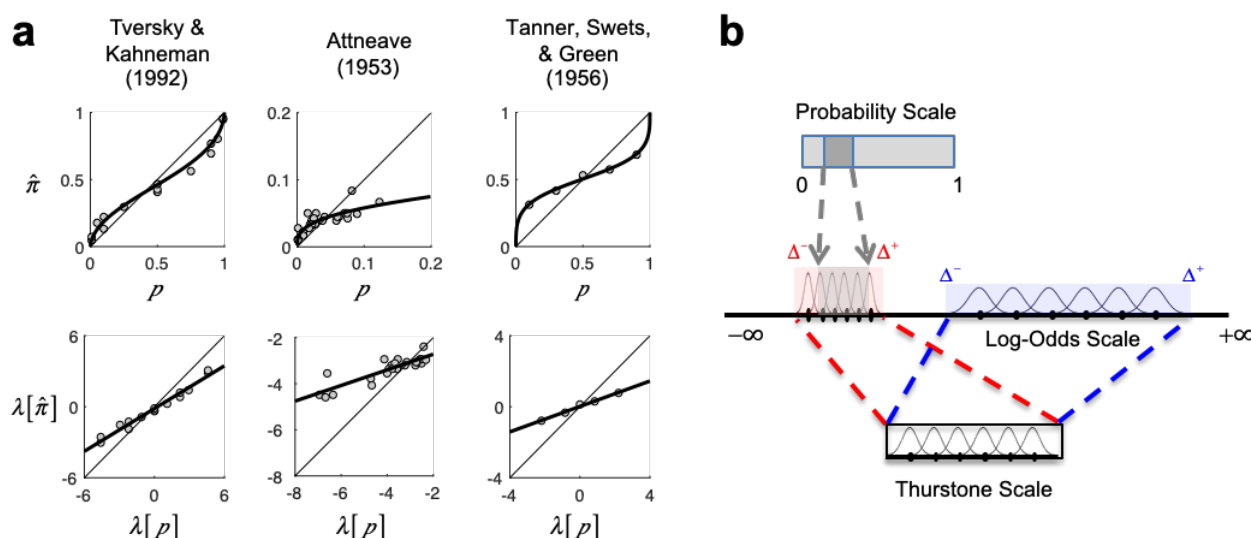 a
Tversky &
Kahneman
(1992)
Attneave
(1953)
Tanner, Swets,
& Green
(1956)
π̂
1
0.5
0
0 0.5 1
p
0.2
0.1
0
0 0.1 0.2
p
1
0.5
0
0 0.5 1
p
λ[π̂]
6
0
-6
-6 0 6
λ[p]
-2
-4
-6
-8
-8 -6 -4 -2
λ[p]
4
0
-4
-4 0 4
λ[p]
b
Probability Scale
0 1
Δ⁻ Δ⁺ Δ⁻ Δ⁺
−∞ Log-Odds Scale +∞
Thurstone Scale